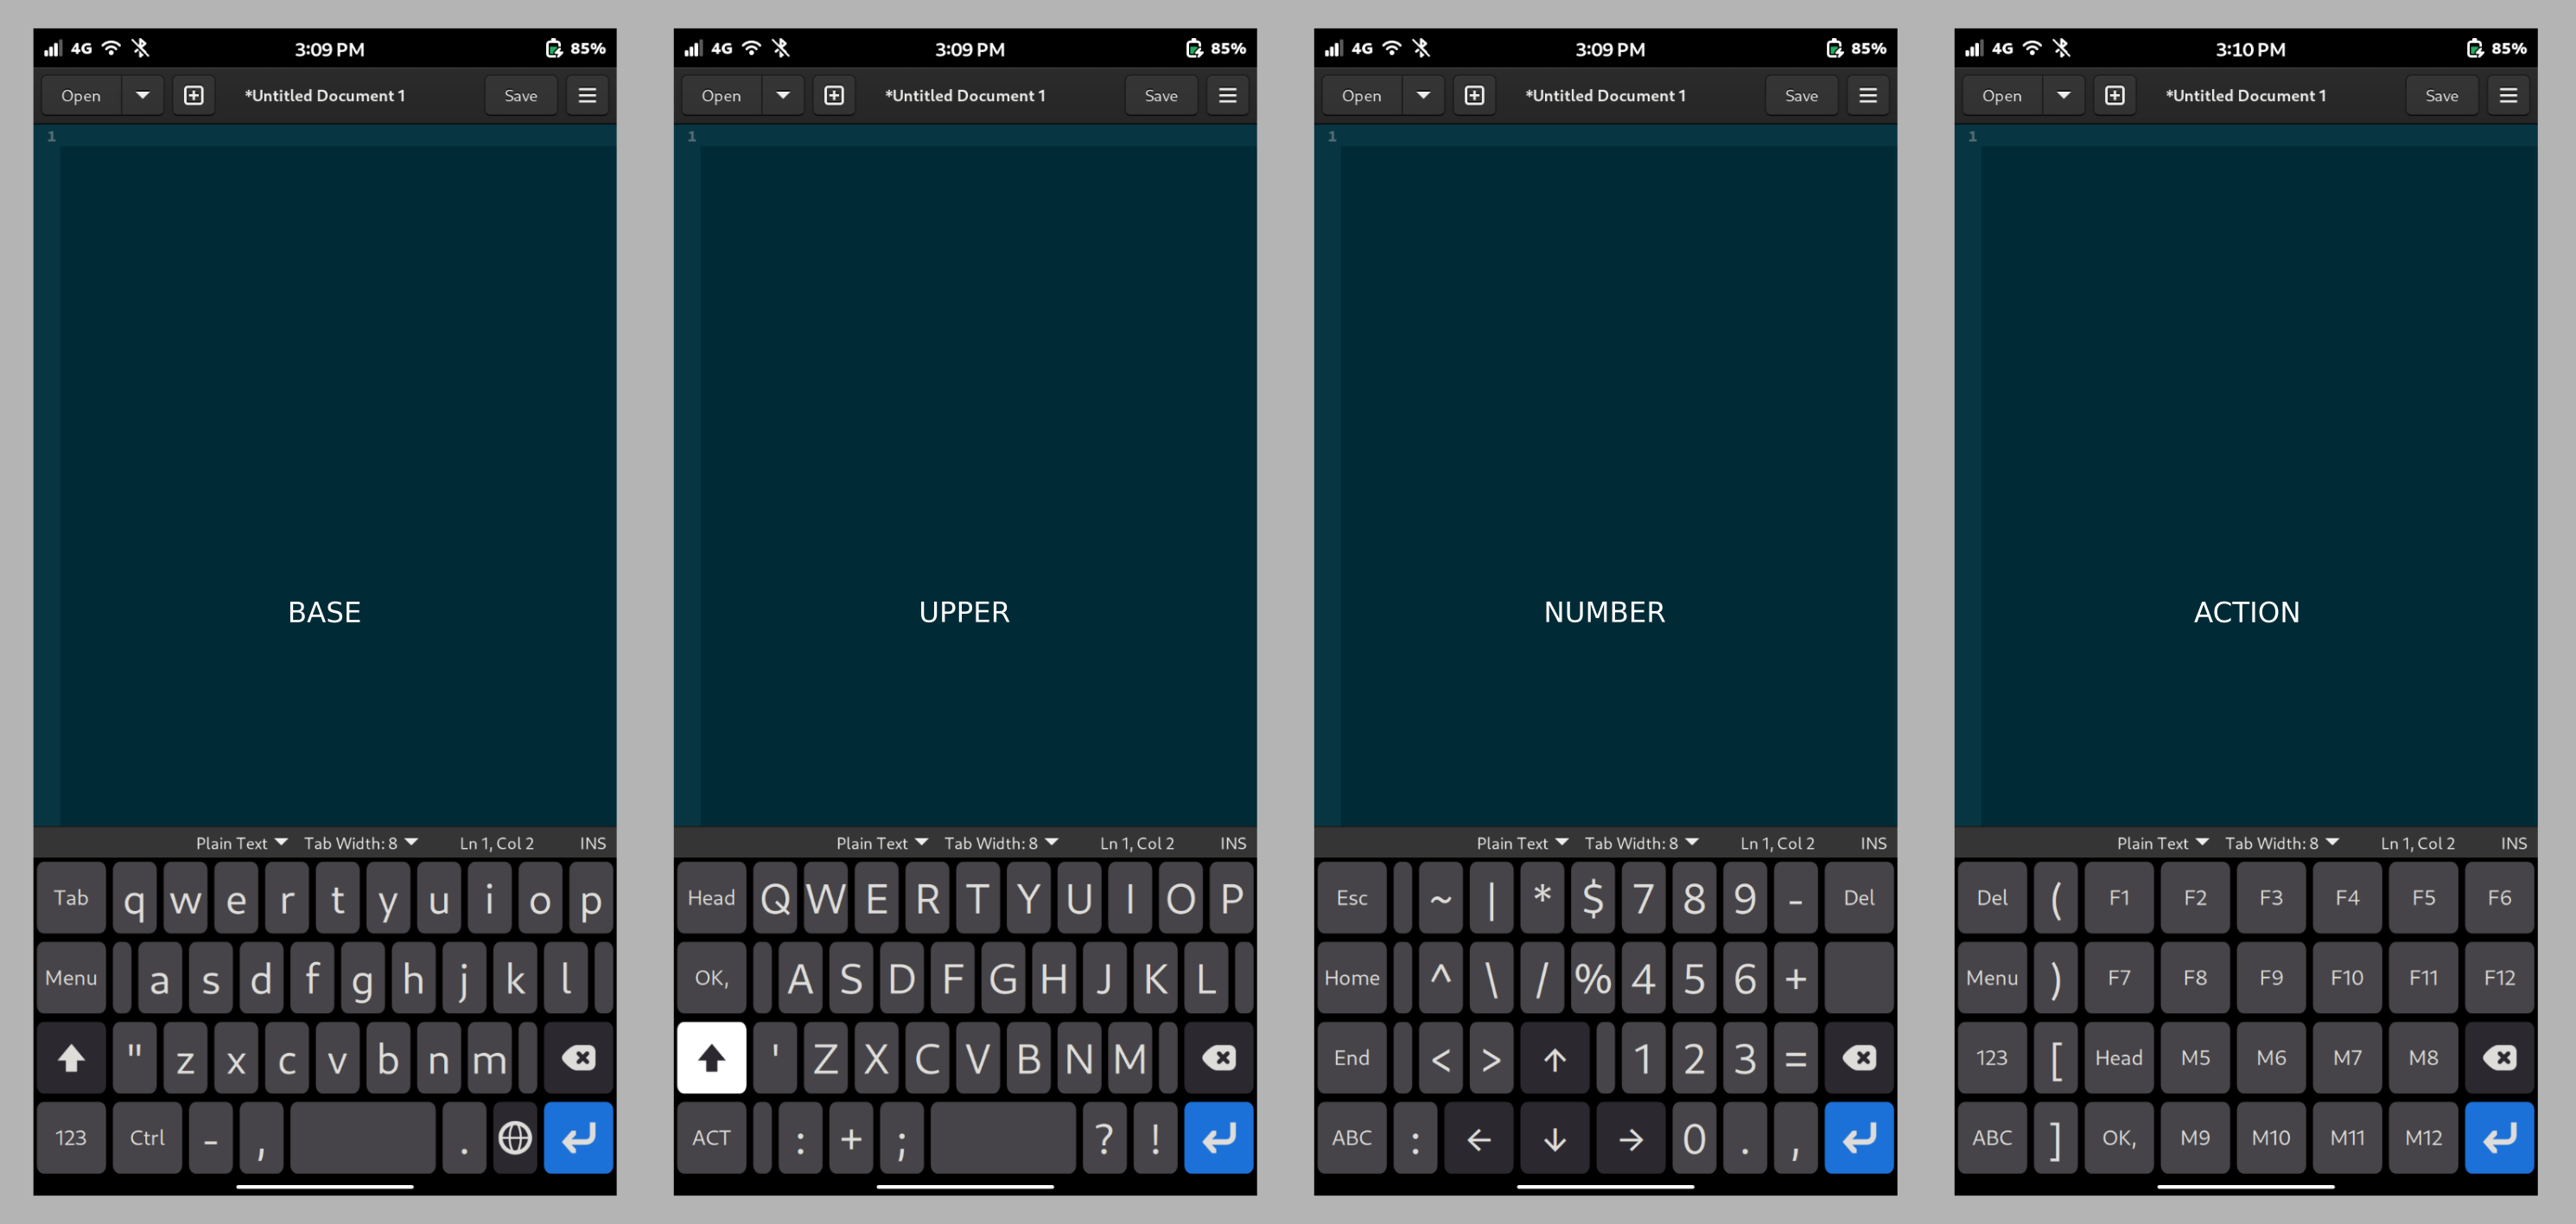 4G 3:09 PM 85%
Open *Untitled Document 1 Save
1
BASE
Plain Text Tab Width: 8 Ln 1, Col 2 INS
Tab q w e r t y u i o p
Menu a s d f g h j k l
" z x c v b n m
123 Ctrl - , .
4G 3:09 PM 85%
Open *Untitled Document 1 Save
1
UPPER
Plain Text Tab Width: 8 Ln 1, Col 2 INS
Head Q W E R T Y U I O P
OK, A S D F G H J K L
' Z X C V B N M
ACT : + ; ? !
4G 3:09 PM 85%
Open *Untitled Document 1 Save
1
NUMBER
Plain Text Tab Width: 8 Ln 1, Col 2 INS
Esc ~ | * $ 7 8 9 - Del
Home ^ \ / % 4 5 6 +
End < > ↑ 1 2 3 =
ABC : ← ↓ → 0 . ,
4G 3:10 PM 85%
Open *Untitled Document 1 Save
1
ACTION
Plain Text Tab Width: 8 Ln 1, Col 2 INS
Del ( F1 F2 F3 F4 F5 F6
Menu ) F7 F8 F9 F10 F11 F12
123 [ Head M5 M6 M7 M8
ABC ] OK, M9 M10 M11 M12